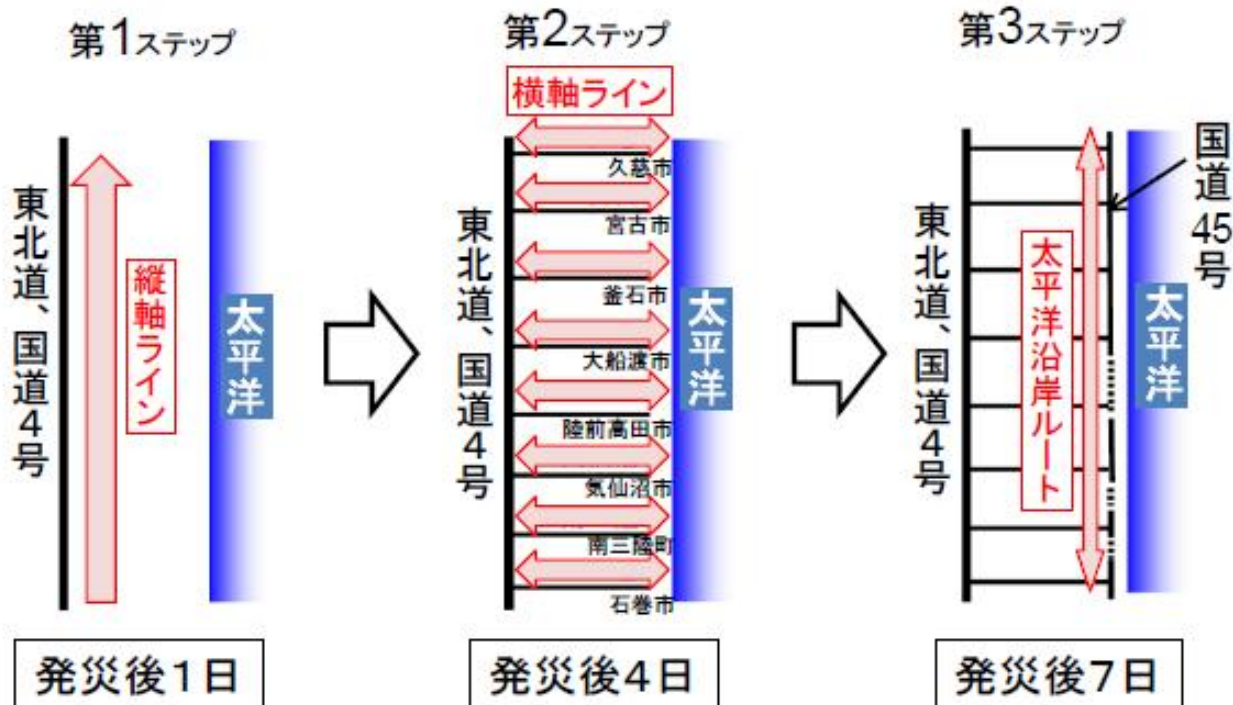 第1ステップ
東北道、国道4号
縦軸ライン
太平洋
発災後1日
第2ステップ
横軸ライン
東北道、国道4号
久慈市
宮古市
釜石市
大船渡市
陸前高田市
気仙沼市
南三陸町
石巻市
太平洋
発災後4日
第3ステップ
東北道、国道4号
太平洋沿岸ルート
国道45号
太平洋
発災後7日